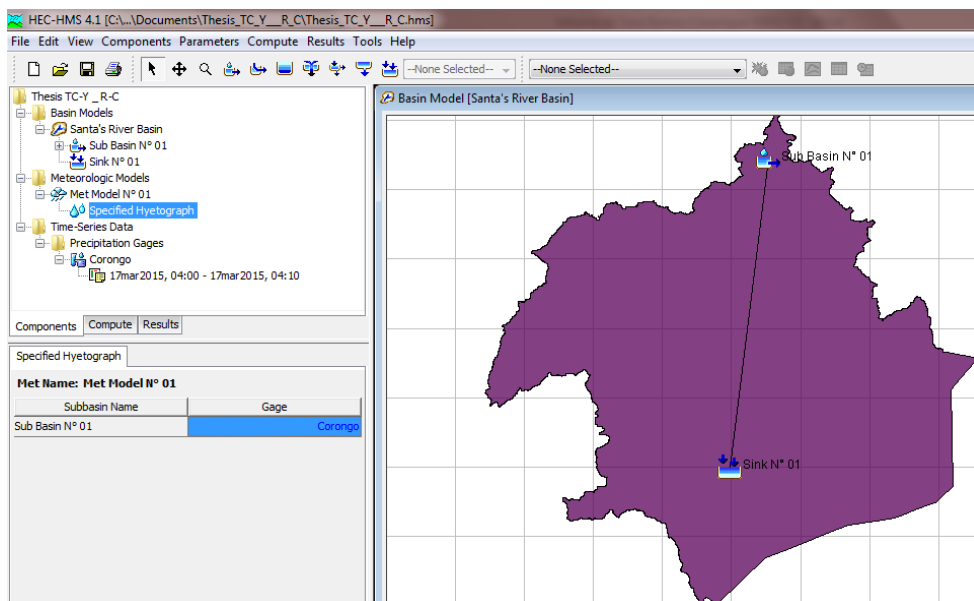 HEC-HMS 4.1 [C:\...\Documents\Thesis_TC_Y__R_C\Thesis_TC_Y__R_C.hms]
File Edit View Components Parameters Compute Results Tools Help
--None Selected-- --None Selected--
Thesis TC-Y _ R-C
Basin Models
Santa's River Basin
Sub Basin N° 01
Sink N° 01
Meteorologic Models
Met Model N° 01
Specified Hyetograph
Time-Series Data
Precipitation Gages
Corongo
17mar2015, 04:00 - 17mar2015, 04:10
Components Compute Results
Specified Hyetograph
Met Name: Met Model N° 01
Subbasin Name Gage
Sub Basin N° 01 Corongo
Basin Model [Santa's River Basin]
Sub Basin N° 01
Sink N° 01